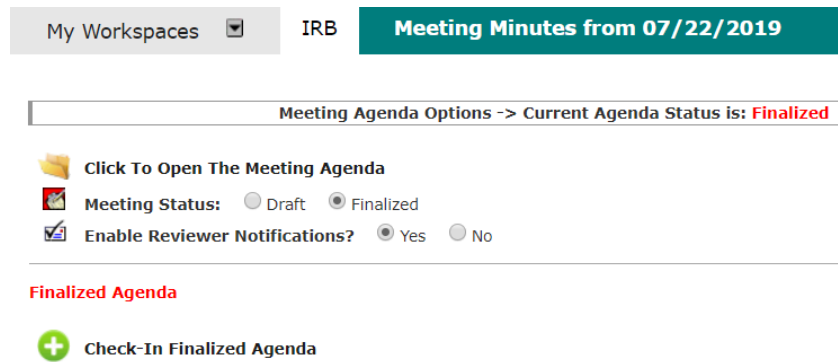 My Workspaces IRB Meeting Minutes from 07/22/2019
Meeting Agenda Options -> Current Agenda Status is: Finalized
Click To Open The Meeting Agenda
Meeting Status: Draft Finalized
Enable Reviewer Notifications? Yes No
Finalized Agenda
Check-In Finalized Agenda